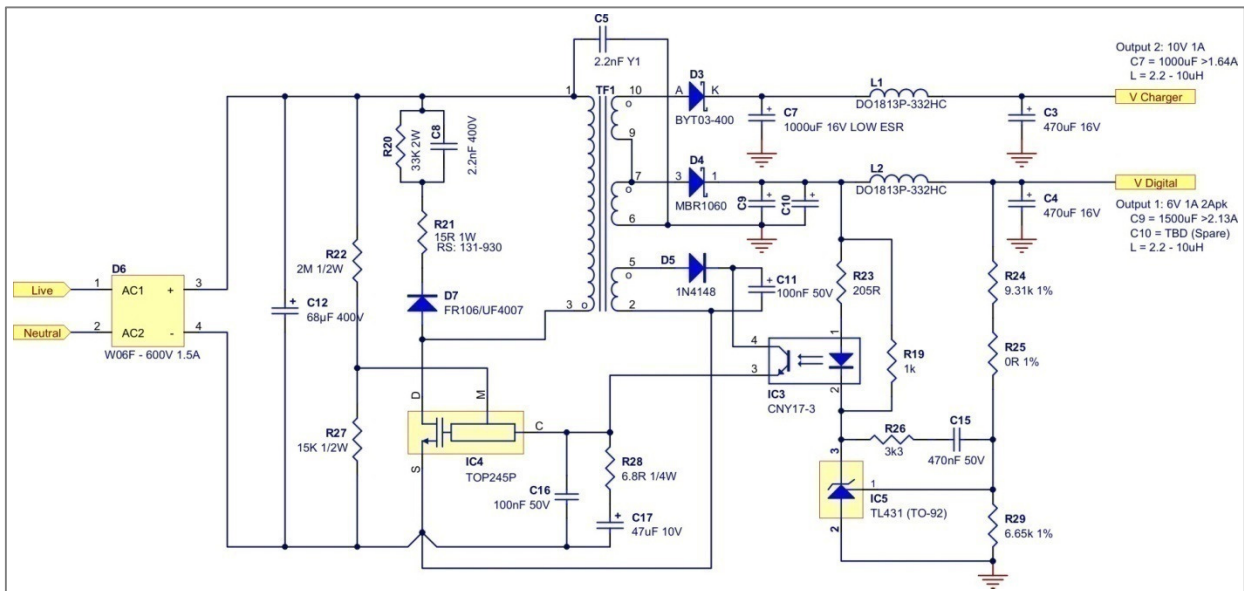 C5
2.2nF Y1
Output 2: 10V 1A
C7 = 1000uF >1.64A
L = 2.2 - 10uH
1
TF1
10
A
D3
K
BYT03-400
L1
DO1813P-332HC
V Charger
C7
1000uF 16V LOW ESR
C3
470uF 16V
R20
33K 2W
C8
2.2nF 400V
9
7
3
D4
1
MBR1060
L2
DO1813P-332HC
V Digital
C9
C10
C4
470uF 16V
6
Output 1: 6V 1A 2Apk
C9 = 1500uF >2.13A
C10 = TBD (Spare)
L = 2.2 - 10uH
R21
15R 1W
RS: 131-930
R22
2M 1/2W
5
D5
1N4148
C11
100nF 50V
R23
205R
R24
9.31k 1%
D6
Live
1
AC1
+
3
Neutral
2
AC2
-
4
W06F - 600V 1.5A
C12
68µF 400V
D7
FR106/UF4007
3
2
4
3
1
2
IC3
CNY17-3
R19
1k
R25
0R 1%
D
M
C
S
IC4
TOP245P
R27
15K 1/2W
R28
6.8R 1/4W
C16
100nF 50V
C17
47uF 10V
R26
3k3
C15
470nF 50V
3
1
IC5
TL431 (TO-92)
2
R29
6.65k 1%